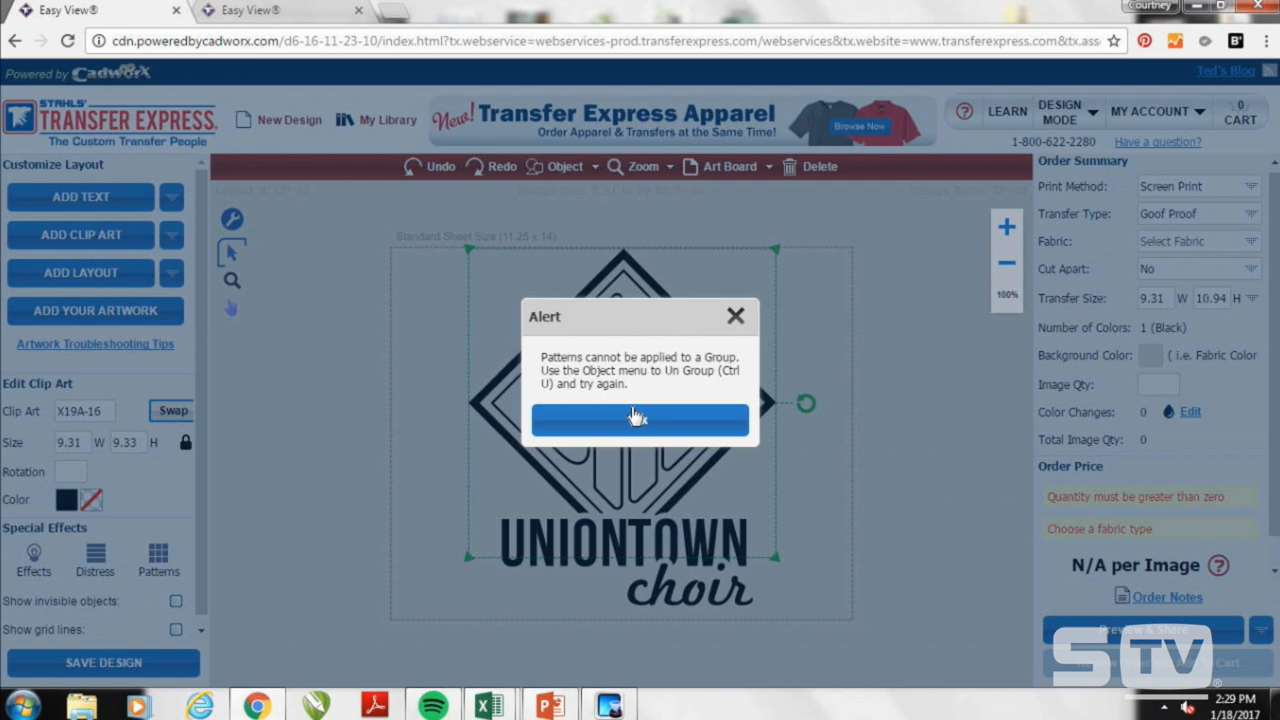 Easy View®
Easy View®
Courtney
cdn.poweredbycadworx.com/d6-16-11-23-10/index.html?tx.webservice=webservices-prod.transferexpress.com/webservices&tx.website=www.transferexpress.com&tx.ass
Powered by CadworX
Ted's Blog
STAHLS'
TRANSFER EXPRESS.
The Custom Transfer People
New Design
My Library
New! Transfer Express Apparel
Order Apparel & Transfers at the Same Time!
Browse Now
LEARN
DESIGN MODE
MY ACCOUNT
0 CART
1-800-622-2280
Have a question?
Customize Layout
Undo
Redo
Object
Zoom
Art Board
Delete
Order Summary
ADD TEXT
ADD CLIP ART
ADD LAYOUT
ADD YOUR ARTWORK
Artwork Troubleshooting Tips
Edit Clip Art
Clip Art X19A-16 Swap
Size 9.31 W 9.33 H
Rotation
Color
Special Effects
Effects
Distress
Patterns
Show invisible objects:
Show grid lines:
SAVE DESIGN
Standard Sheet Size (11.25 x 14)
100%
Alert
Patterns cannot be applied to a Group.
Use the Object menu to Un Group (Ctrl
U) and try again.
UNIONTOWN
choir
Print Method: Screen Print
Transfer Type: Goof Proof
Fabric: Select Fabric
Cut Apart: No
Transfer Size: 9.31 W 10.94 H
Number of Colors: 1 (Black)
Background Color: ( i.e. Fabric Color
Image Qty:
Color Changes: 0 Edit
Total Image Qty: 0
Order Price
Quantity must be greater than zero
Choose a fabric type
N/A per Image
Order Notes
Preview & Share
Cart
STV
2:29 PM
1/18/2017